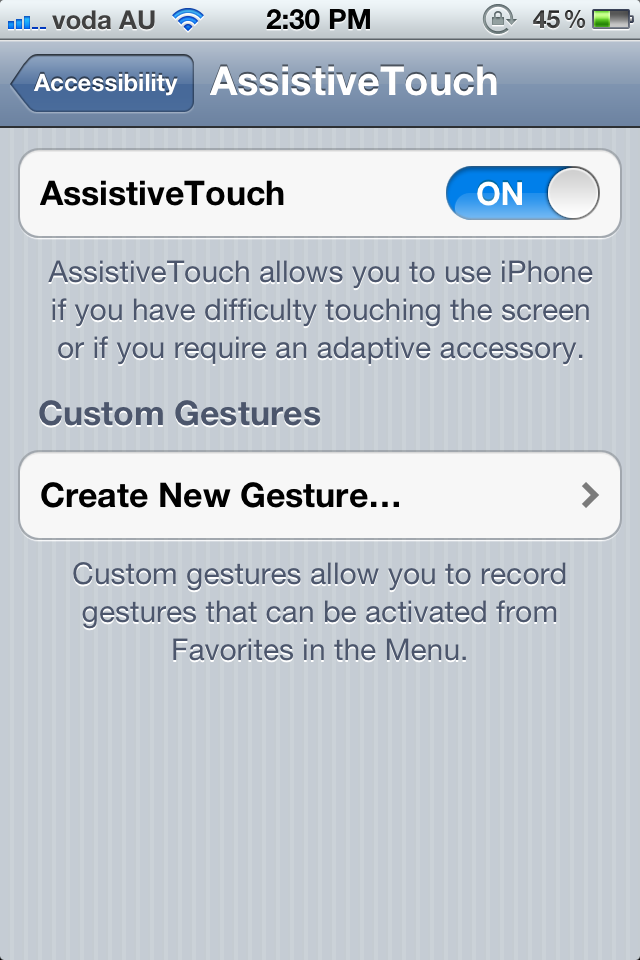 voda AU 2:30 PM 45%
Accessibility AssistiveTouch
AssistiveTouch ON
AssistiveTouch allows you to use iPhone
if you have difficulty touching the screen
or if you require an adaptive accessory.
Custom Gestures
Create New Gesture...
Custom gestures allow you to record
gestures that can be activated from
Favorites in the Menu.